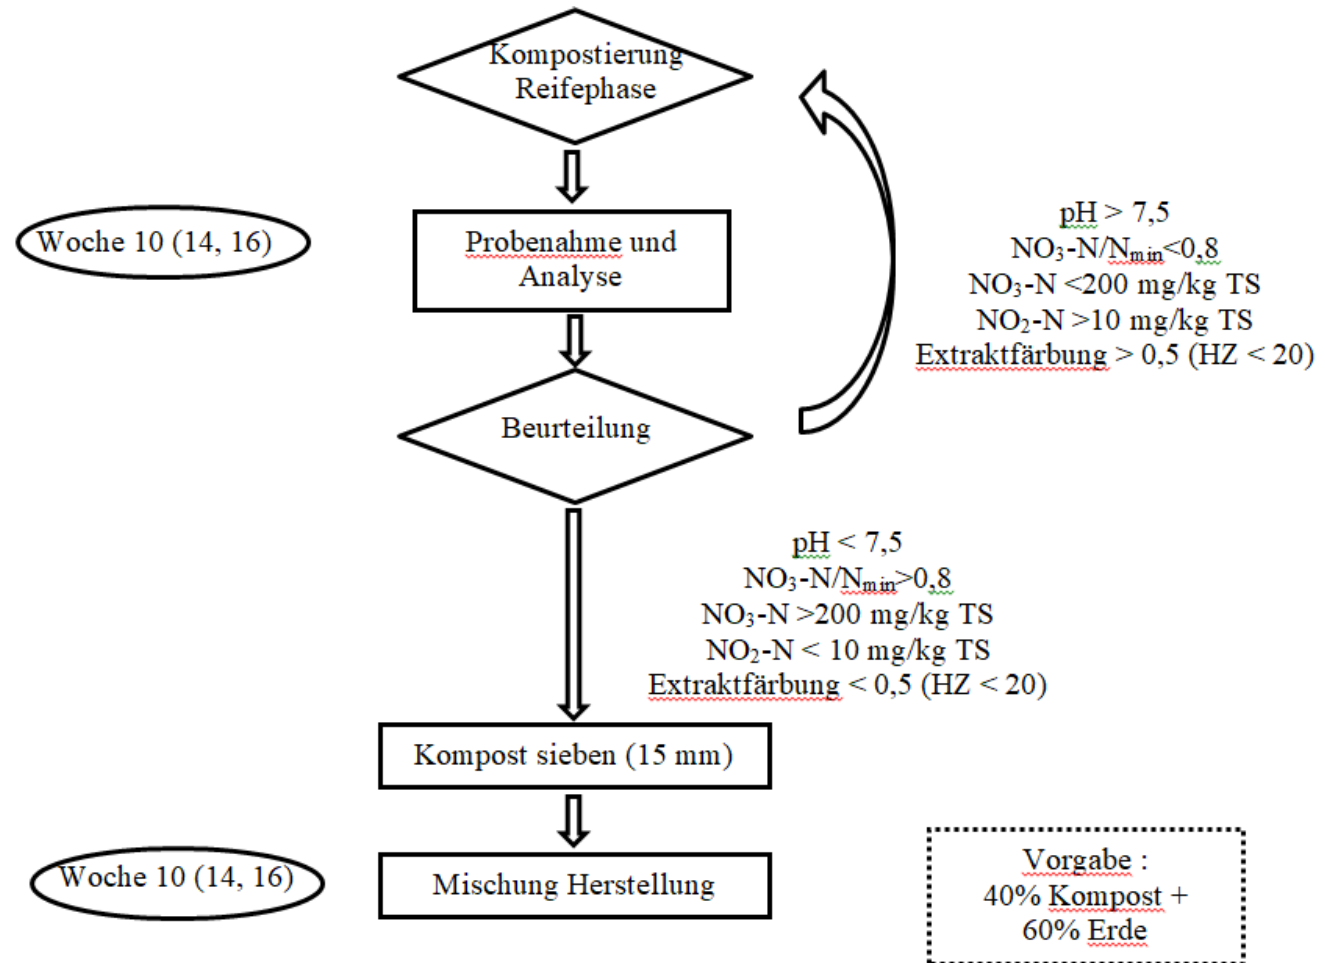 Kompostierung
Reifephase
Woche 10 (14, 16)
Probenahme und
Analyse
pH > 7,5
NO₃-N/Nₘᵢₙ<0,8
NO₃-N <200 mg/kg TS
NO₂-N >10 mg/kg TS
Extraktfärbung > 0,5 (HZ < 20)
Beurteilung
pH < 7,5
NO₃-N/Nₘᵢₙ>0,8
NO₃-N >200 mg/kg TS
NO₂-N < 10 mg/kg TS
Extraktfärbung < 0,5 (HZ < 20)
Kompost sieben (15 mm)
Woche 10 (14, 16)
Mischung Herstellung
Vorgabe :
40% Kompost +
60% Erde